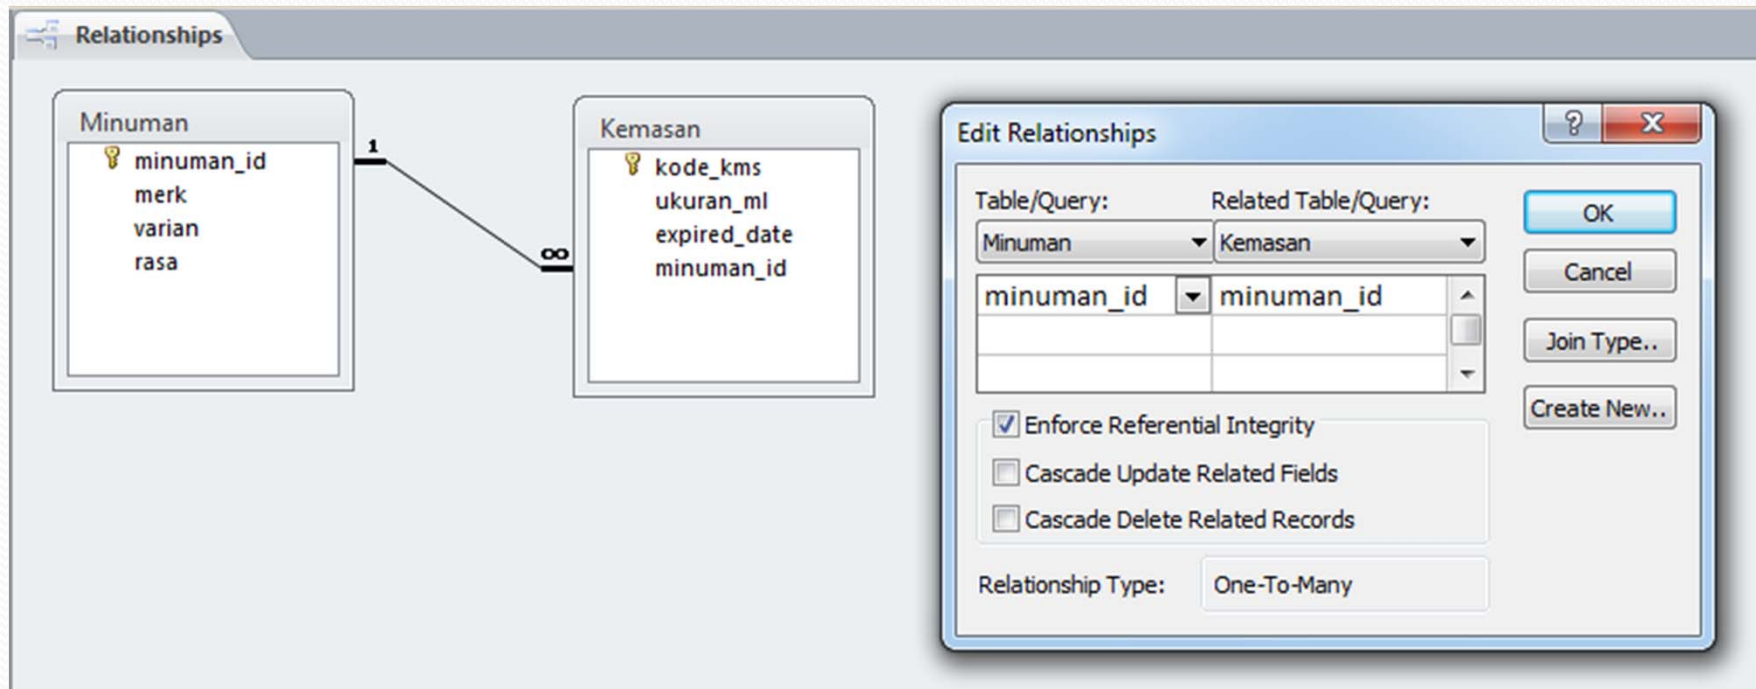 Relationships
Minuman
minuman_id
merk
varian
rasa
1
∞
Kemasan
kode_kms
ukuran_ml
expired_date
minuman_id
Edit Relationships
?
Table/Query: Related Table/Query:
Minuman Kemasan
minuman_id minuman_id
Enforce Referential Integrity
Cascade Update Related Fields
Cascade Delete Related Records
Relationship Type: One-To-Many
OK
Cancel
Join Type..
Create New..